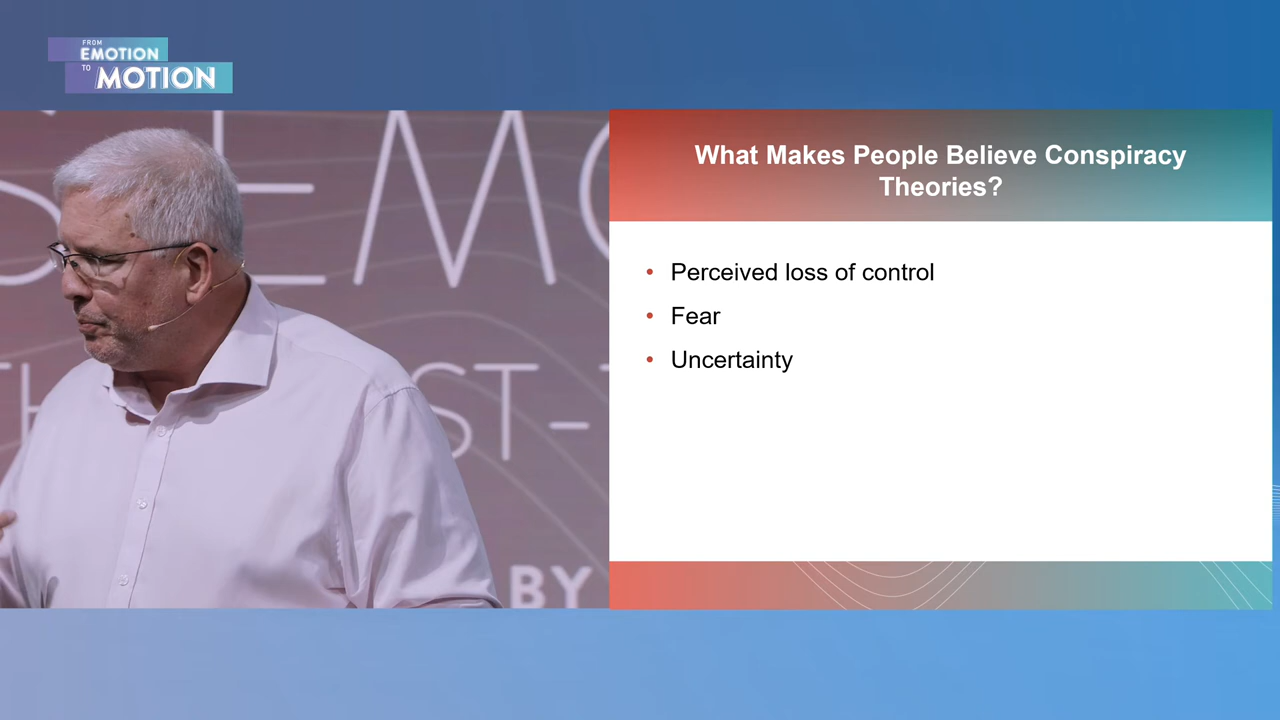 FROM
EMOTION
TO
MOTION
What Makes People Believe Conspiracy
Theories?
• Perceived loss of control
• Fear
• Uncertainty
BY